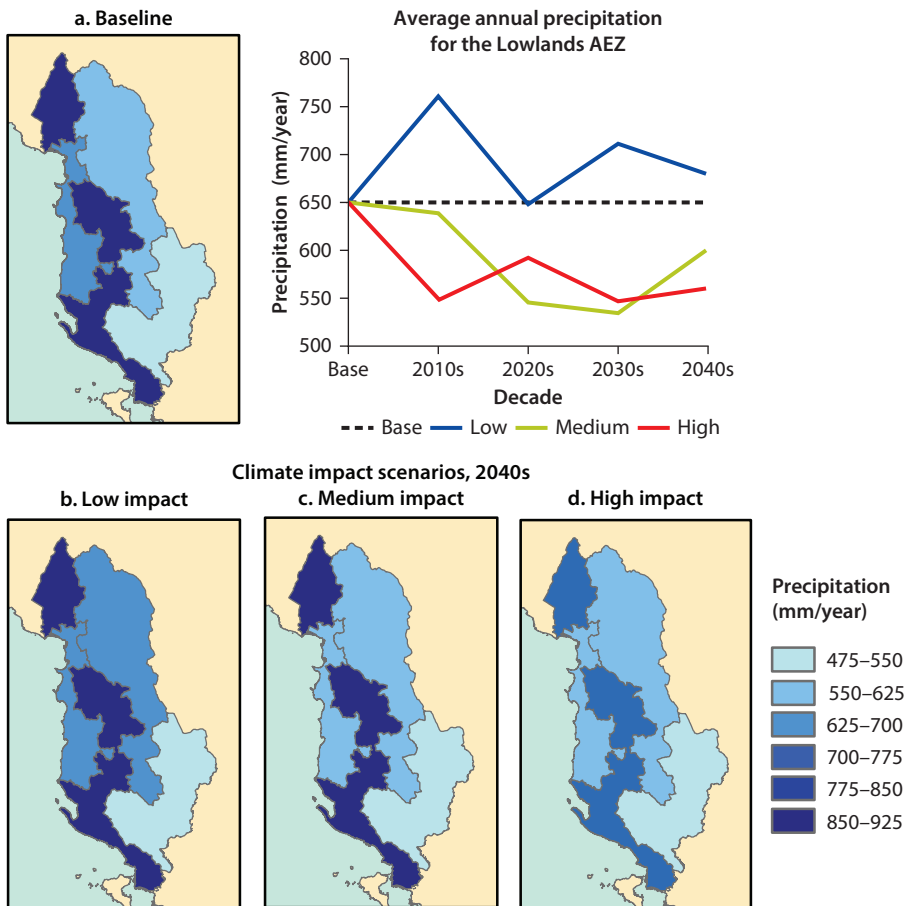 a. Baseline
Average annual precipitation
for the Lowlands AEZ
Precipitation (mm/year)
800
750
700
650
600
550
500
Base 2010s 2020s 2030s 2040s
Decade
Base Low Medium High
Climate impact scenarios, 2040s
b. Low impact
c. Medium impact
d. High impact
Precipitation
(mm/year)
475–550
550–625
625–700
700–775
775–850
850–925